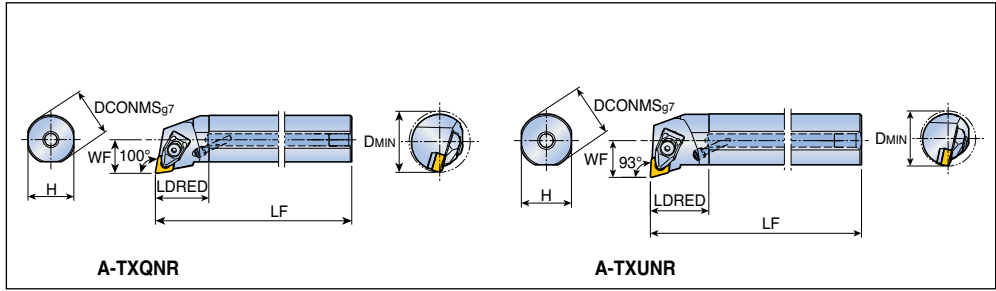 DCONMSg7
WF
100°
H
LDRED
LF
DMIN
A-TXQNR
DCONMSg7
WF
93°
H
LDRED
LF
DMIN
A-TXUNR